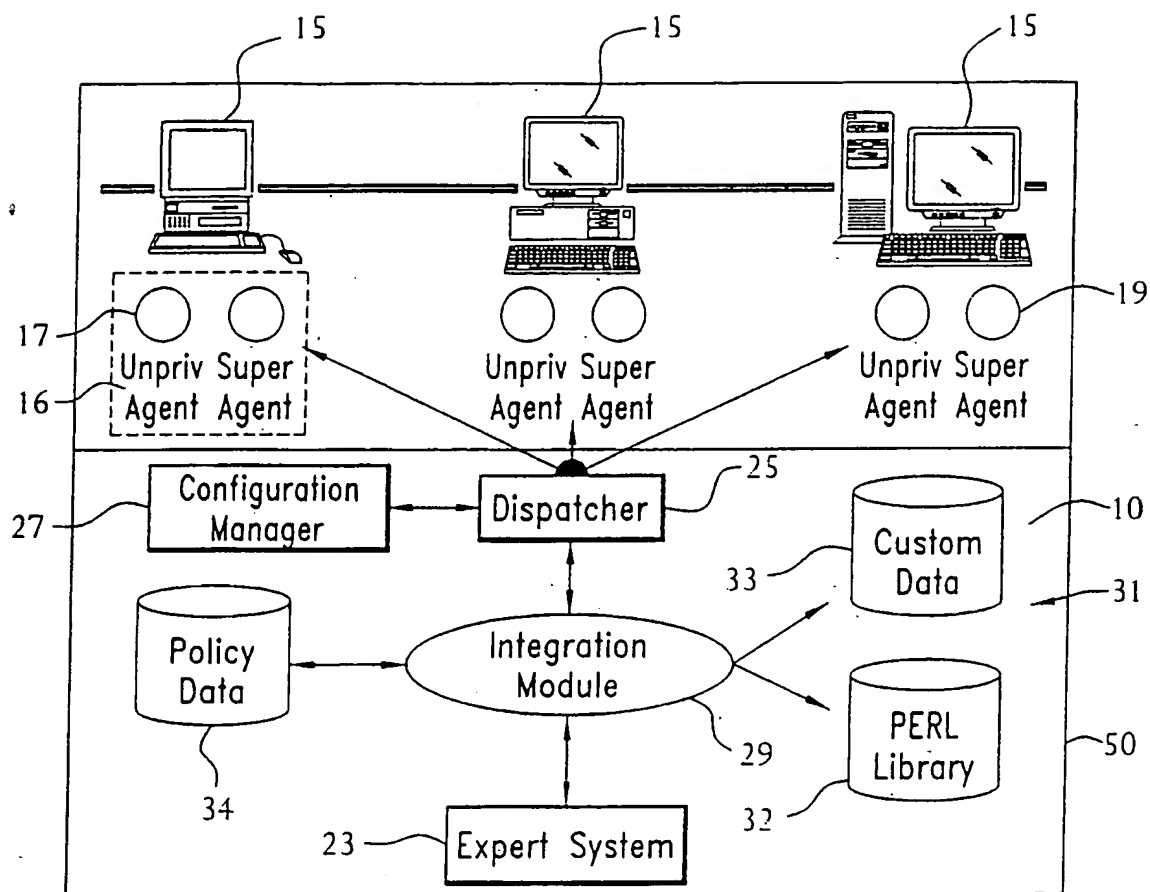 15
15
15
17
19
Unpriv Super
Agent Agent
16
Unpriv Super
Agent Agent
Unpriv Super
Agent Agent
Configuration
Manager
27
Dispatcher
25
Custom
Data
10
33
31
Policy
Data
34
Integration
Module
29
PERL
Library
50
32
23
Expert System